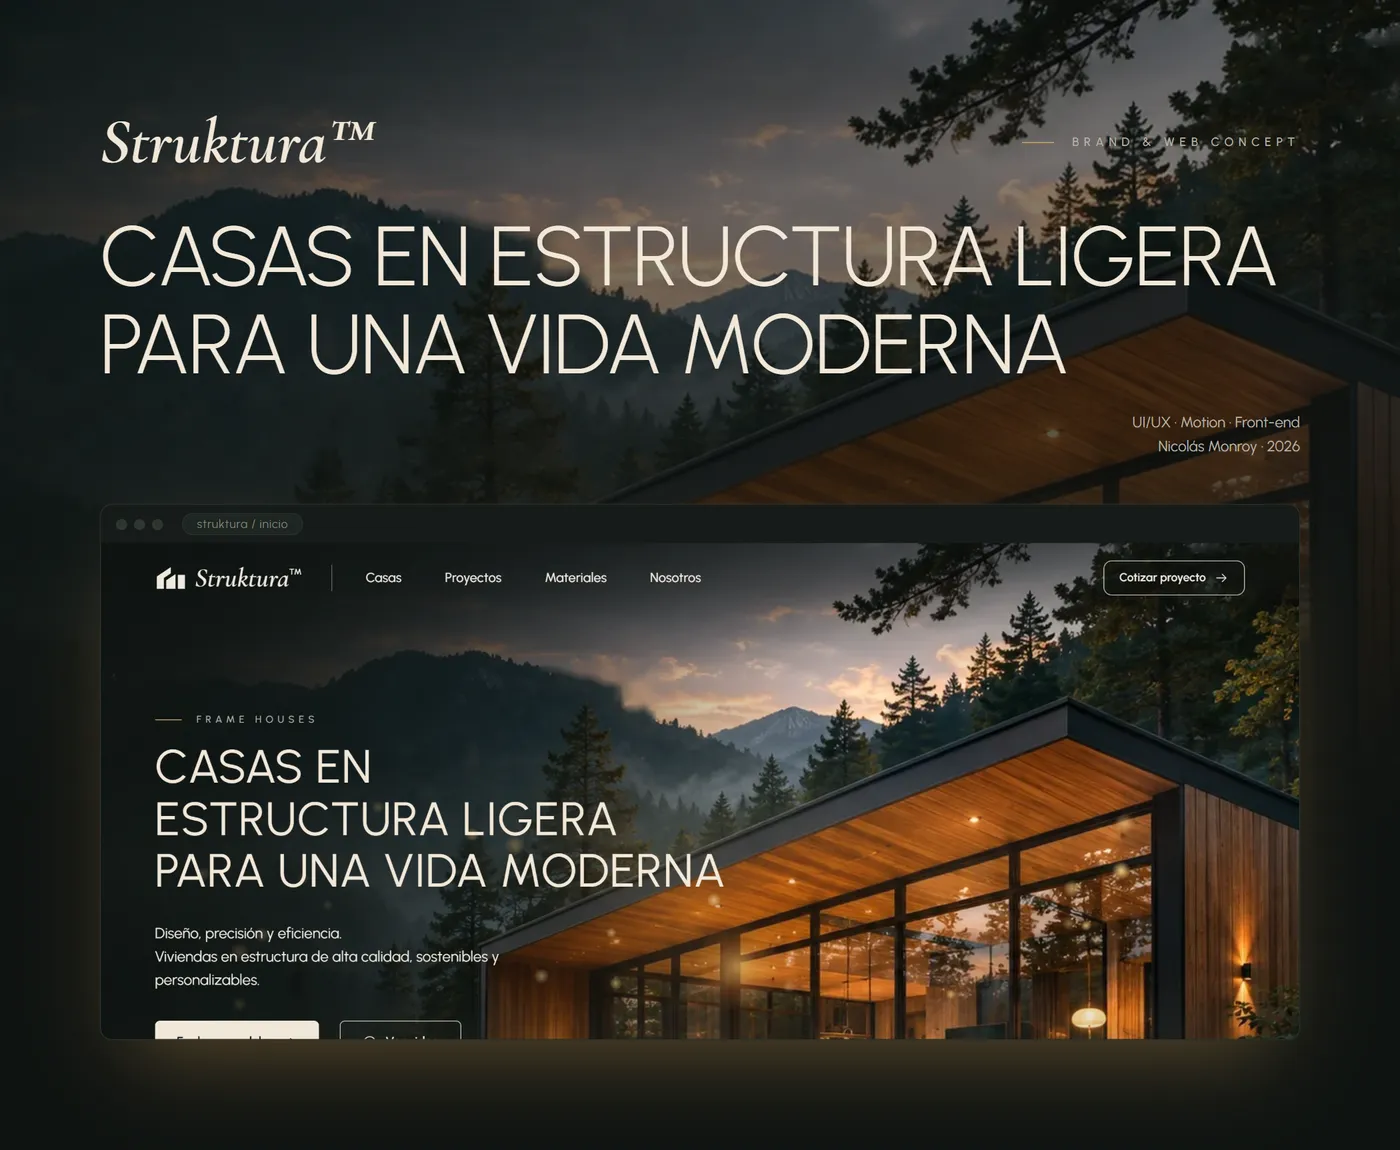 Struktura™
BRAND & WEB CONCEPT
CASAS EN ESTRUCTURA LIGERA
PARA UNA VIDA MODERNA
UI/UX · Motion · Front-end
Nicolás Monroy · 2026
struktura / inicio
Struktura™
Casas
Proyectos
Materiales
Nosotros
Cotizar proyecto →
FRAME HOUSES
CASAS EN
ESTRUCTURA LIGERA
PARA UNA VIDA MODERNA
Diseño, precisión y eficiencia.
Viviendas en estructura de alta calidad, sostenibles y
personalizables.